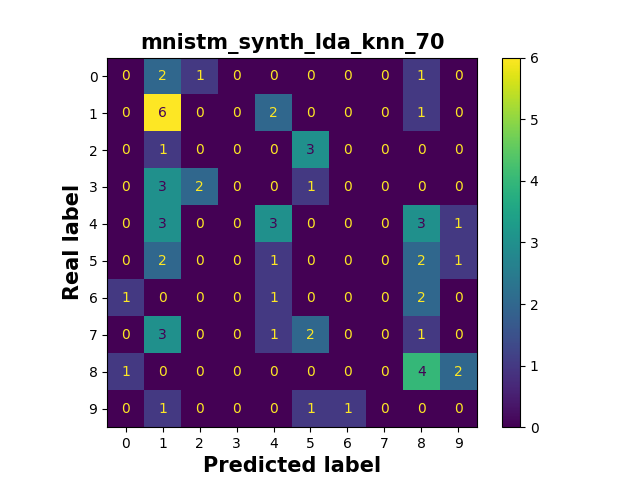 mnistm_synth_lda_knn_70
0 0 2 1 0 0 0 0 0 1 0
1 0 6 0 0 2 0 0 0 1 0
2 0 1 0 0 0 3 0 0 0 0
3 0 3 2 0 0 1 0 0 0 0
4 0 3 0 0 3 0 0 0 3 1
5 0 2 0 0 1 0 0 0 2 1
6 1 0 0 0 1 0 0 0 2 0
7 0 3 0 0 1 2 0 0 1 0
8 1 0 0 0 0 0 0 0 4 2
9 0 1 0 0 0 1 1 0 0 0
0 1 2 3 4 5 6 7 8 9
Real label
Predicted label
6
5
4
3
2
1
0